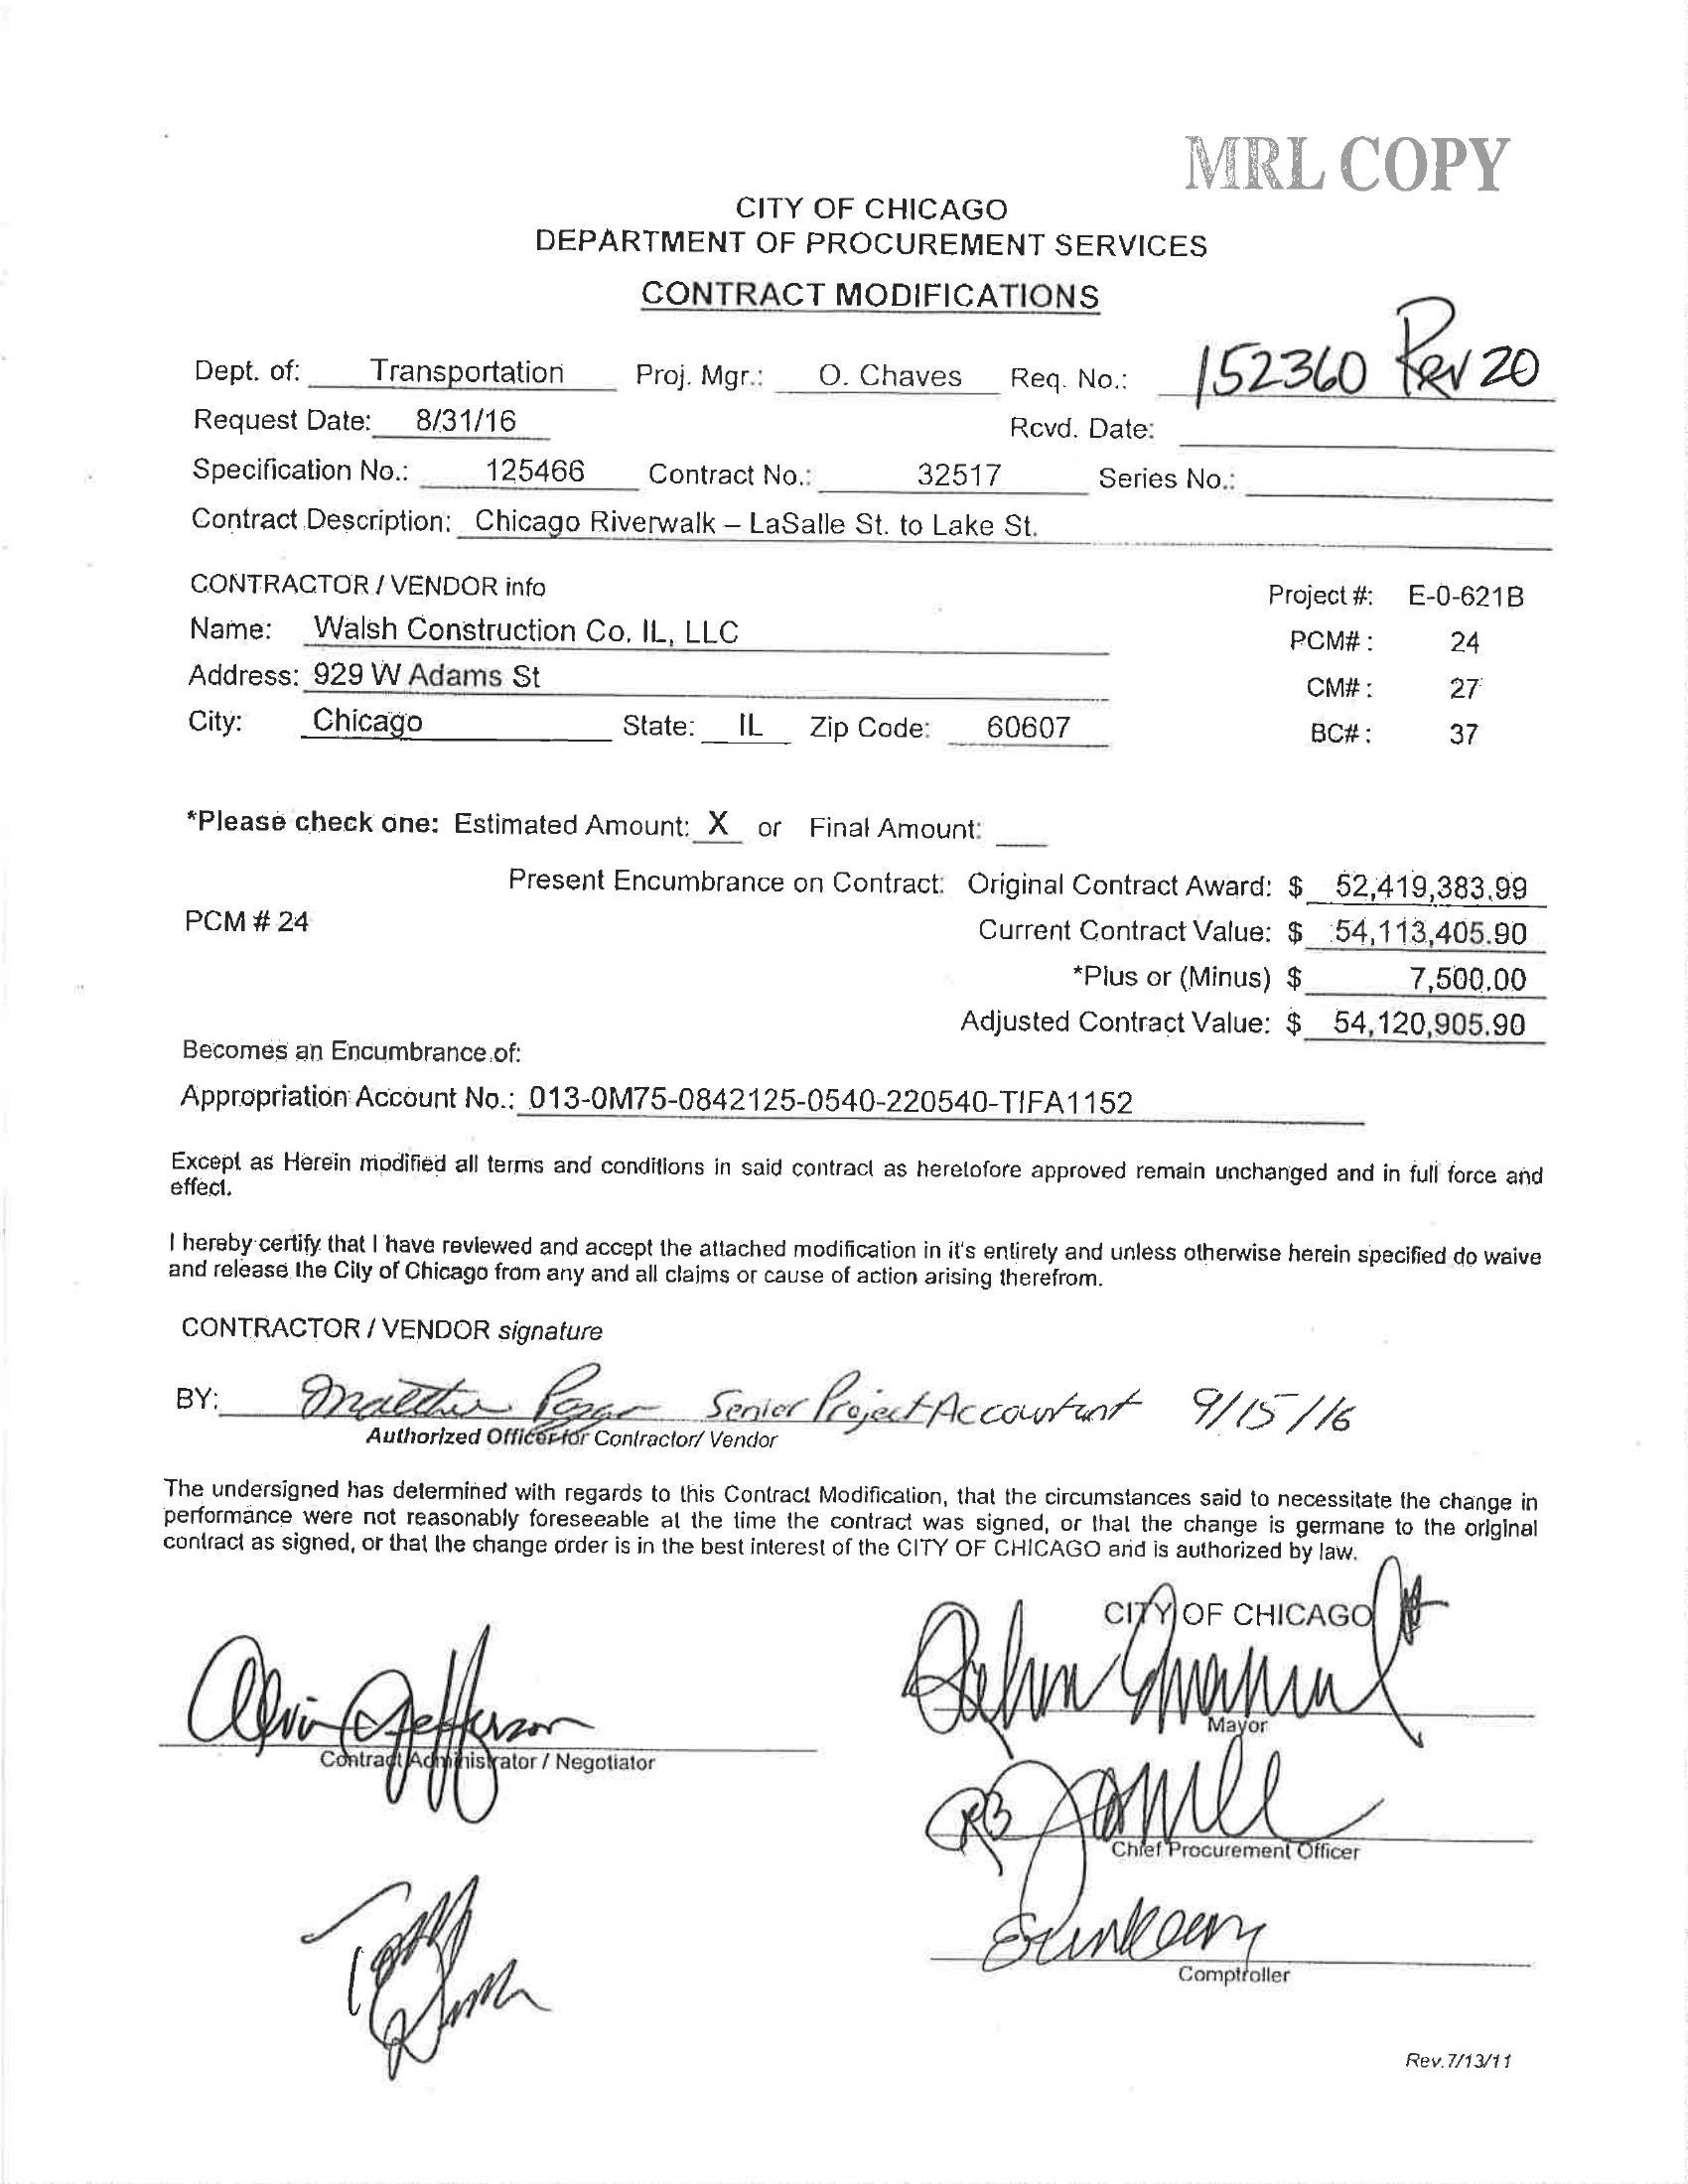 MRL COPY
CITY OF CHICAGO
DEPARTMENT OF PROCUREMENT SERVICES
CONTRACT MODIFICATIONS
Dept. of: Transportation Proj. Mgr.: O. Chaves Req. No.: 152360 Rev 20
Request Date: 8/31/16 Rcvd. Date:
Specification No.: 125466 Contract No.: 32517 Series No.:
Contract Description: Chicago Riverwalk – LaSalle St. to Lake St.
CONTRACTOR / VENDOR info Project #: E-0-621B
Name: Walsh Construction Co. IL, LLC PCM# : 24
Address: 929 W Adams St CM# : 27
City: Chicago State: IL Zip Code: 60607 BC# : 37
*Please check one: Estimated Amount: X or Final Amount:
Present Encumbrance on Contract: Original Contract Award: $ 52,419,383.99
PCM # 24 Current Contract Value: $ 54,113,405.90
*Plus or (Minus) $ 7,500.00
Adjusted Contract Value: $ 54,120,905.90
Becomes an Encumbrance of:
Appropriation Account No.: 013-0M75-0842125-0540-220540-TIFA1152
Except as Herein modified all terms and conditions in said contract as heretofore approved remain unchanged and in full force and
effect.
I hereby certify that I have reviewed and accept the attached modification in it's entirety and unless otherwise herein specified do waive
and release the City of Chicago from any and all claims or cause of action arising therefrom.
CONTRACTOR / VENDOR signature
BY: Matthew Senior Project Accountant 9/15/16
Authorized Officer for Contractor/ Vendor
The undersigned has determined with regards to this Contract Modification, that the circumstances said to necessitate the change in
performance were not reasonably foreseeable at the time the contract was signed, or that the change is germane to the original
contract as signed, or that the change order is in the best interest of the CITY OF CHICAGO and is authorized by law.
CITY OF CHICAGO
Rahm Emanuel
Mayor
Alvin Jefferson
Contract Administrator / Negotiator
RB
Chief Procurement Officer
Comptroller
Rev.7/13/11